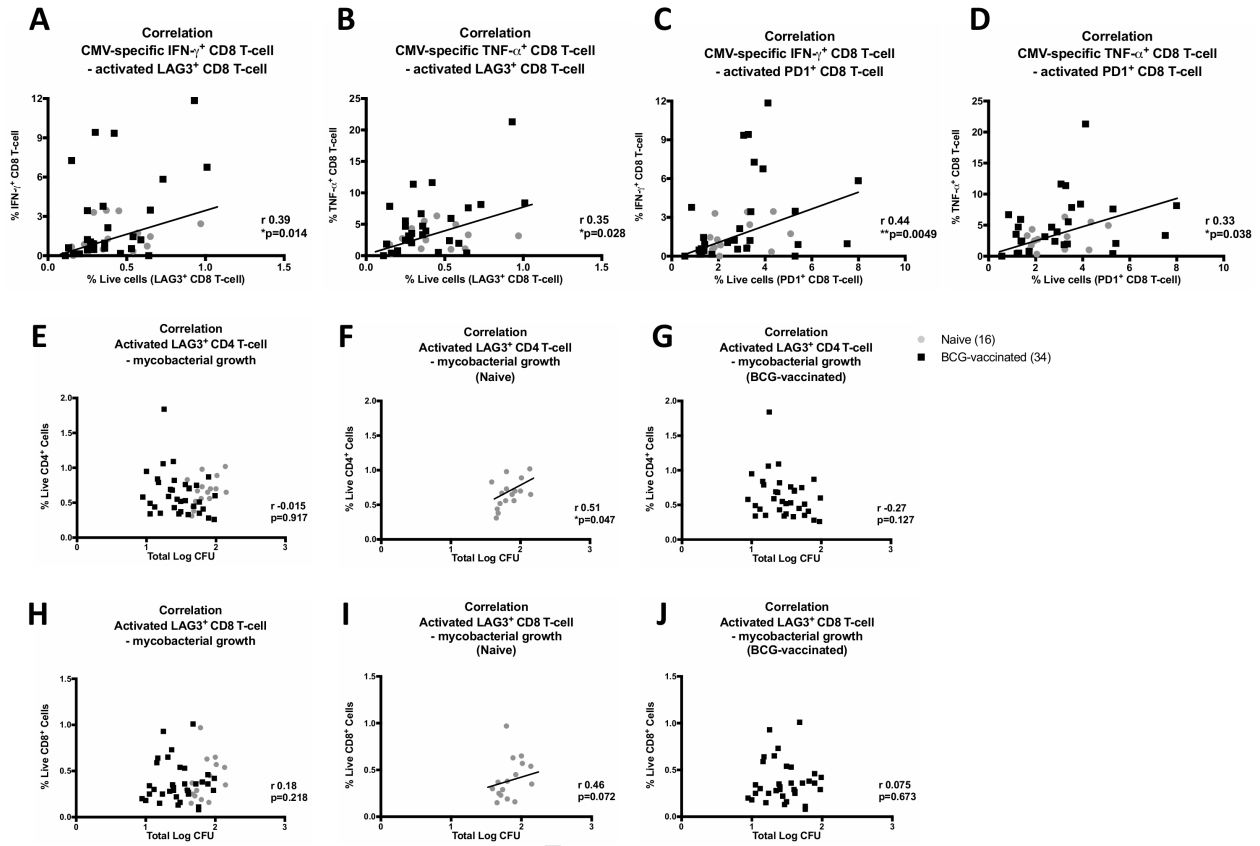 A
Correlation
CMV-specific IFN-γ⁺ CD8 T-cell
- activated LAG3⁺ CD8 T-cell
% IFN-γ⁺ CD8 T-cell
12
9
6
3
0
0.0
0.5
1.0
1.5
% Live cells (LAG3⁺ CD8 T-cell)
r 0.39
*p=0.014
B
Correlation
CMV-specific TNF-α⁺ CD8 T-cell
- activated LAG3⁺ CD8 T-cell
% TNF-α⁺ CD8 T-cell
25
20
15
10
5
0
0.0
0.5
1.0
1.5
% Live cells (LAG3⁺ CD8 T-cell)
r 0.35
*p=0.028
C
Correlation
CMV-specific IFN-γ⁺ CD8 T-cell
- activated PD1⁺ CD8 T-cell
% IFN-γ⁺ CD8 T-cell
12
9
6
3
0
0
2
4
6
8
10
% Live cells (PD1⁺ CD8 T-cell)
r 0.44
**p=0.0049
D
Correlation
CMV-specific TNF-α⁺ CD8 T-cell
- activated PD1⁺ CD8 T-cell
% TNF-α⁺ CD8 T-cell
25
20
15
10
5
0
0
2
4
6
8
10
% Live cells (PD1⁺ CD8 T-cell)
r 0.33
*p=0.038
E
Correlation
Activated LAG3⁺ CD4 T-cell
- mycobacterial growth
% Live CD4⁺ Cells
2.0
1.5
1.0
0.5
0.0
0
1
2
3
Total Log CFU
r -0.015
p=0.917
F
Correlation
Activated LAG3⁺ CD4 T-cell
- mycobacterial growth
(Naive)
% Live CD4⁺ Cells
2.0
1.5
1.0
0.5
0.0
0
1
2
3
Total Log CFU
r 0.51
*p=0.047
G
Correlation
Activated LAG3⁺ CD4 T-cell
- mycobacterial growth
(BCG-vaccinated)
% Live CD4⁺ Cells
2.0
1.5
1.0
0.5
0.0
0
1
2
3
Total Log CFU
r -0.27
p=0.127
Naive (16)
BCG-vaccinated (34)
H
Correlation
Activated LAG3⁺ CD8 T-cell
- mycobacterial growth
% Live CD8⁺ Cells
1.5
1.0
0.5
0.0
0
1
2
3
Total Log CFU
r 0.18
p=0.218
I
Correlation
Activated LAG3⁺ CD8 T-cell
- mycobacterial growth
(Naive)
% Live CD8⁺ Cells
1.5
1.0
0.5
0.0
0
1
2
3
Total Log CFU
r 0.46
p=0.072
J
Correlation
Activated LAG3⁺ CD8 T-cell
- mycobacterial growth
(BCG-vaccinated)
% Live CD8⁺ Cells
1.5
1.0
0.5
0.0
0
1
2
3
Total Log CFU
r 0.075
p=0.673